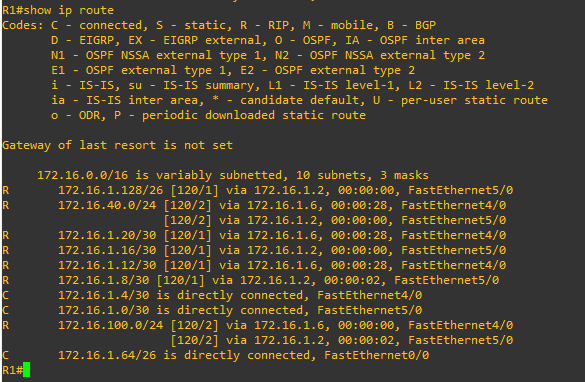 R1#show ip route
Codes: C - connected, S - static, R - RIP, M - mobile, B - BGP
       D - EIGRP, EX - EIGRP external, O - OSPF, IA - OSPF inter area
       N1 - OSPF NSSA external type 1, N2 - OSPF NSSA external type 2
       E1 - OSPF external type 1, E2 - OSPF external type 2
       i - IS-IS, su - IS-IS summary, L1 - IS-IS level-1, L2 - IS-IS level-2
       ia - IS-IS inter area, * - candidate default, U - per-user static route
       o - ODR, P - periodic downloaded static route
Gateway of last resort is not set
     172.16.0.0/16 is variably subnetted, 10 subnets, 3 masks
R       172.16.1.128/26 [120/1] via 172.16.1.2, 00:00:00, FastEthernet5/0
R       172.16.40.0/24 [120/2] via 172.16.1.6, 00:00:28, FastEthernet4/0
                       [120/2] via 172.16.1.2, 00:00:00, FastEthernet5/0
R       172.16.1.20/30 [120/1] via 172.16.1.6, 00:00:28, FastEthernet4/0
R       172.16.1.16/30 [120/1] via 172.16.1.2, 00:00:00, FastEthernet5/0
R       172.16.1.12/30 [120/1] via 172.16.1.6, 00:00:28, FastEthernet4/0
R       172.16.1.8/30 [120/1] via 172.16.1.2, 00:00:02, FastEthernet5/0
C       172.16.1.4/30 is directly connected, FastEthernet4/0
C       172.16.1.0/30 is directly connected, FastEthernet5/0
R       172.16.100.0/24 [120/2] via 172.16.1.6, 00:00:00, FastEthernet4/0
                        [120/2] via 172.16.1.2, 00:00:02, FastEthernet5/0
C       172.16.1.64/26 is directly connected, FastEthernet0/0
R1#